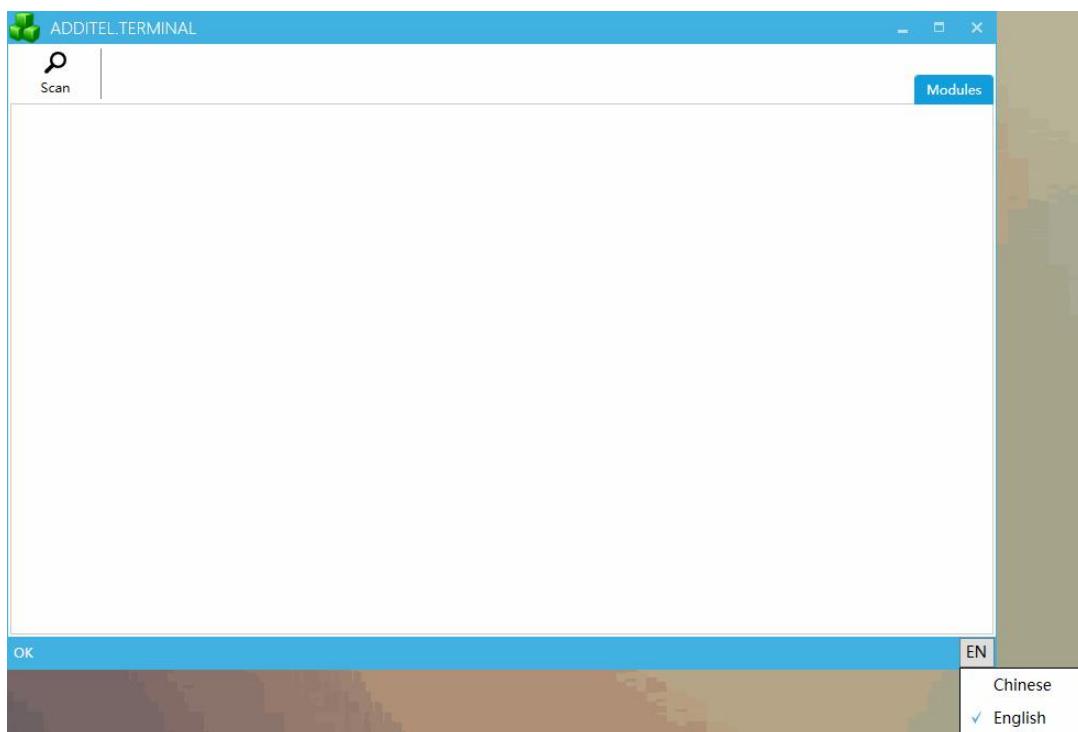 ADDITEL.TERMINAL
Scan
Modules
OK
EN
Chinese
English